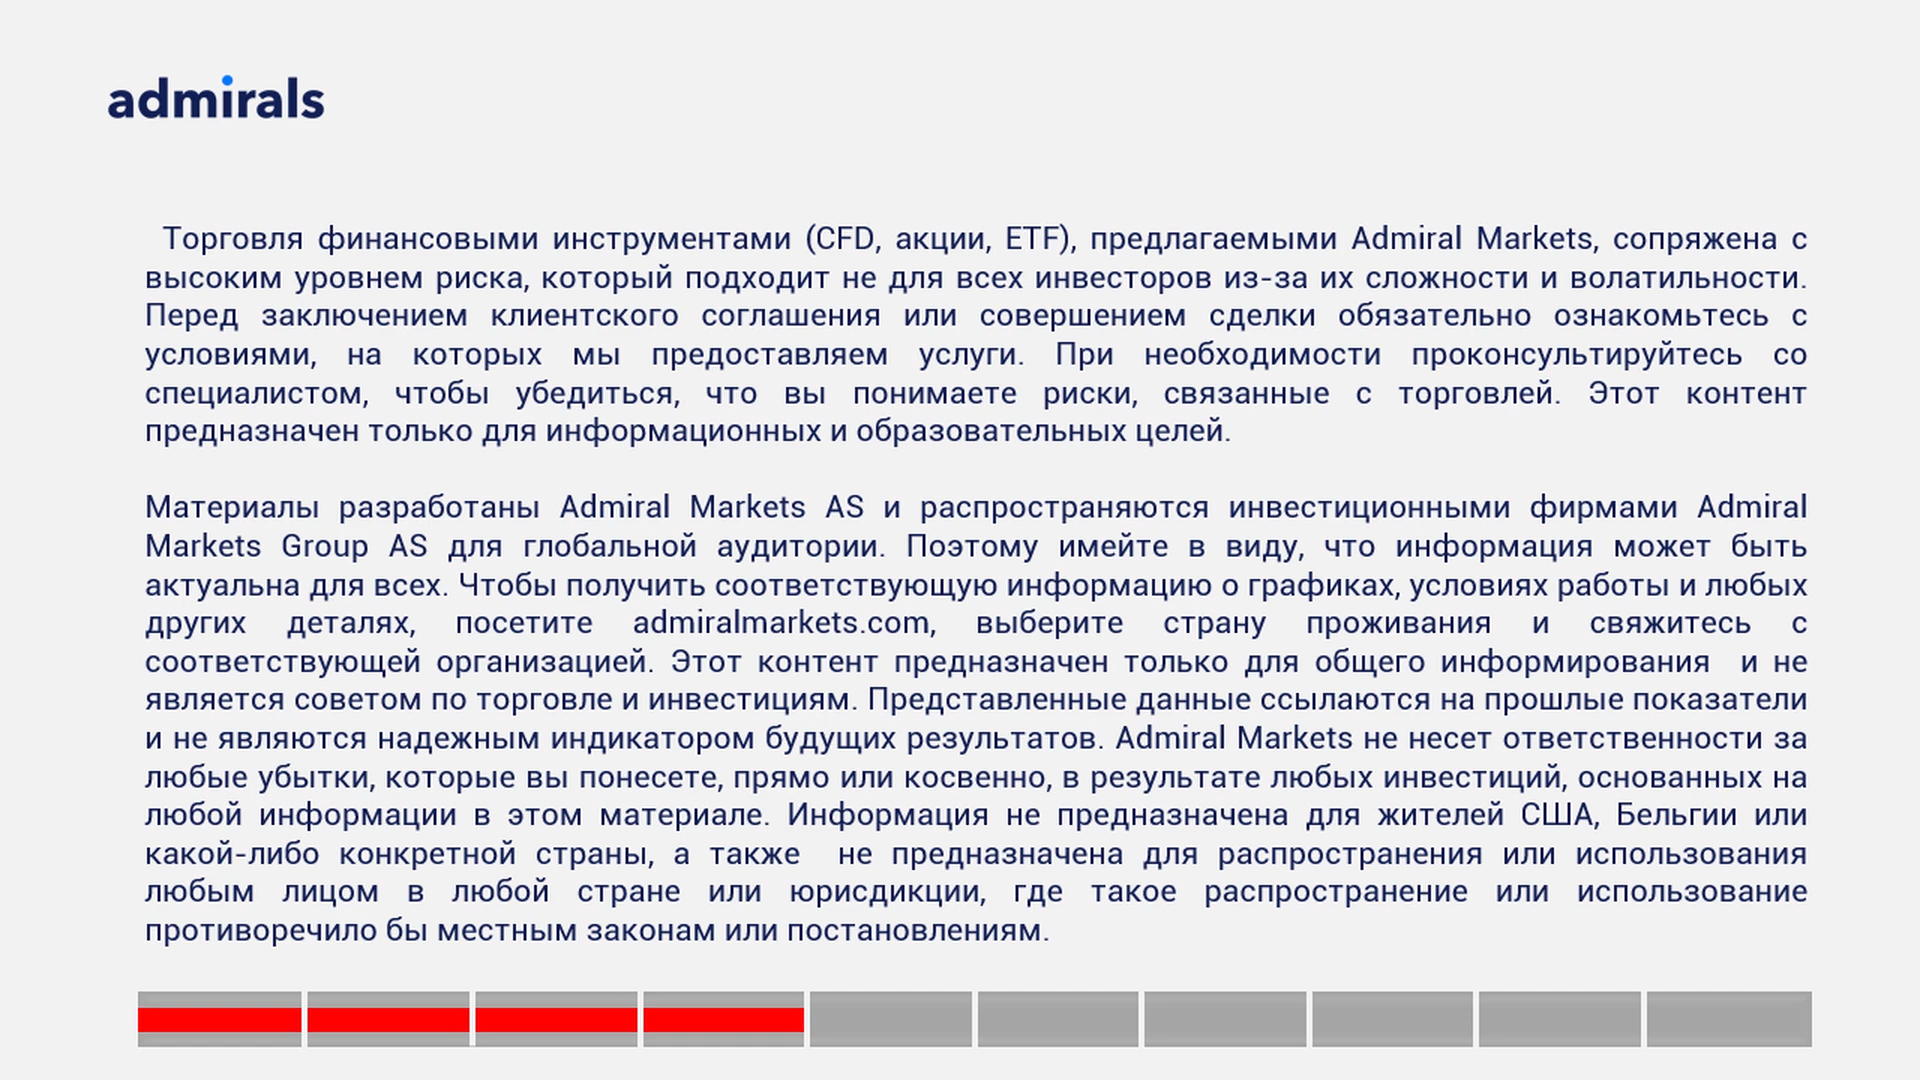 admirals
Торговля финансовыми инструментами (CFD, акции, ETF), предлагаемыми Admiral Markets, сопряжена с
высоким уровнем риска, который подходит не для всех инвесторов из-за их сложности и волатильности.
Перед заключением клиентского соглашения или совершением сделки обязательно ознакомьтесь с
условиями, на которых мы предоставляем услуги. При необходимости проконсультируйтесь со
специалистом, чтобы убедиться, что вы понимаете риски, связанные с торговлей. Этот контент
предназначен только для информационных и образовательных целей.
Материалы разработаны Admiral Markets AS и распространяются инвестиционными фирмами Admiral
Markets Group AS для глобальной аудитории. Поэтому имейте в виду, что информация может быть
актуальна для всех. Чтобы получить соответствующую информацию о графиках, условиях работы и любых
других деталях, посетите admiralmarkets.com, выберите страну проживания и свяжитесь с
соответствующей организацией. Этот контент предназначен только для общего информирования и не
является советом по торговле и инвестициям. Представленные данные ссылаются на прошлые показатели
и не являются надежным индикатором будущих результатов. Admiral Markets не несет ответственности за
любые убытки, которые вы понесете, прямо или косвенно, в результате любых инвестиций, основанных на
любой информации в этом материале. Информация не предназначена для жителей США, Бельгии или
какой-либо конкретной страны, а также не предназначена для распространения или использования
любым лицом в любой стране или юрисдикции, где такое распространение или использование
противоречило бы местным законам или постановлениям.